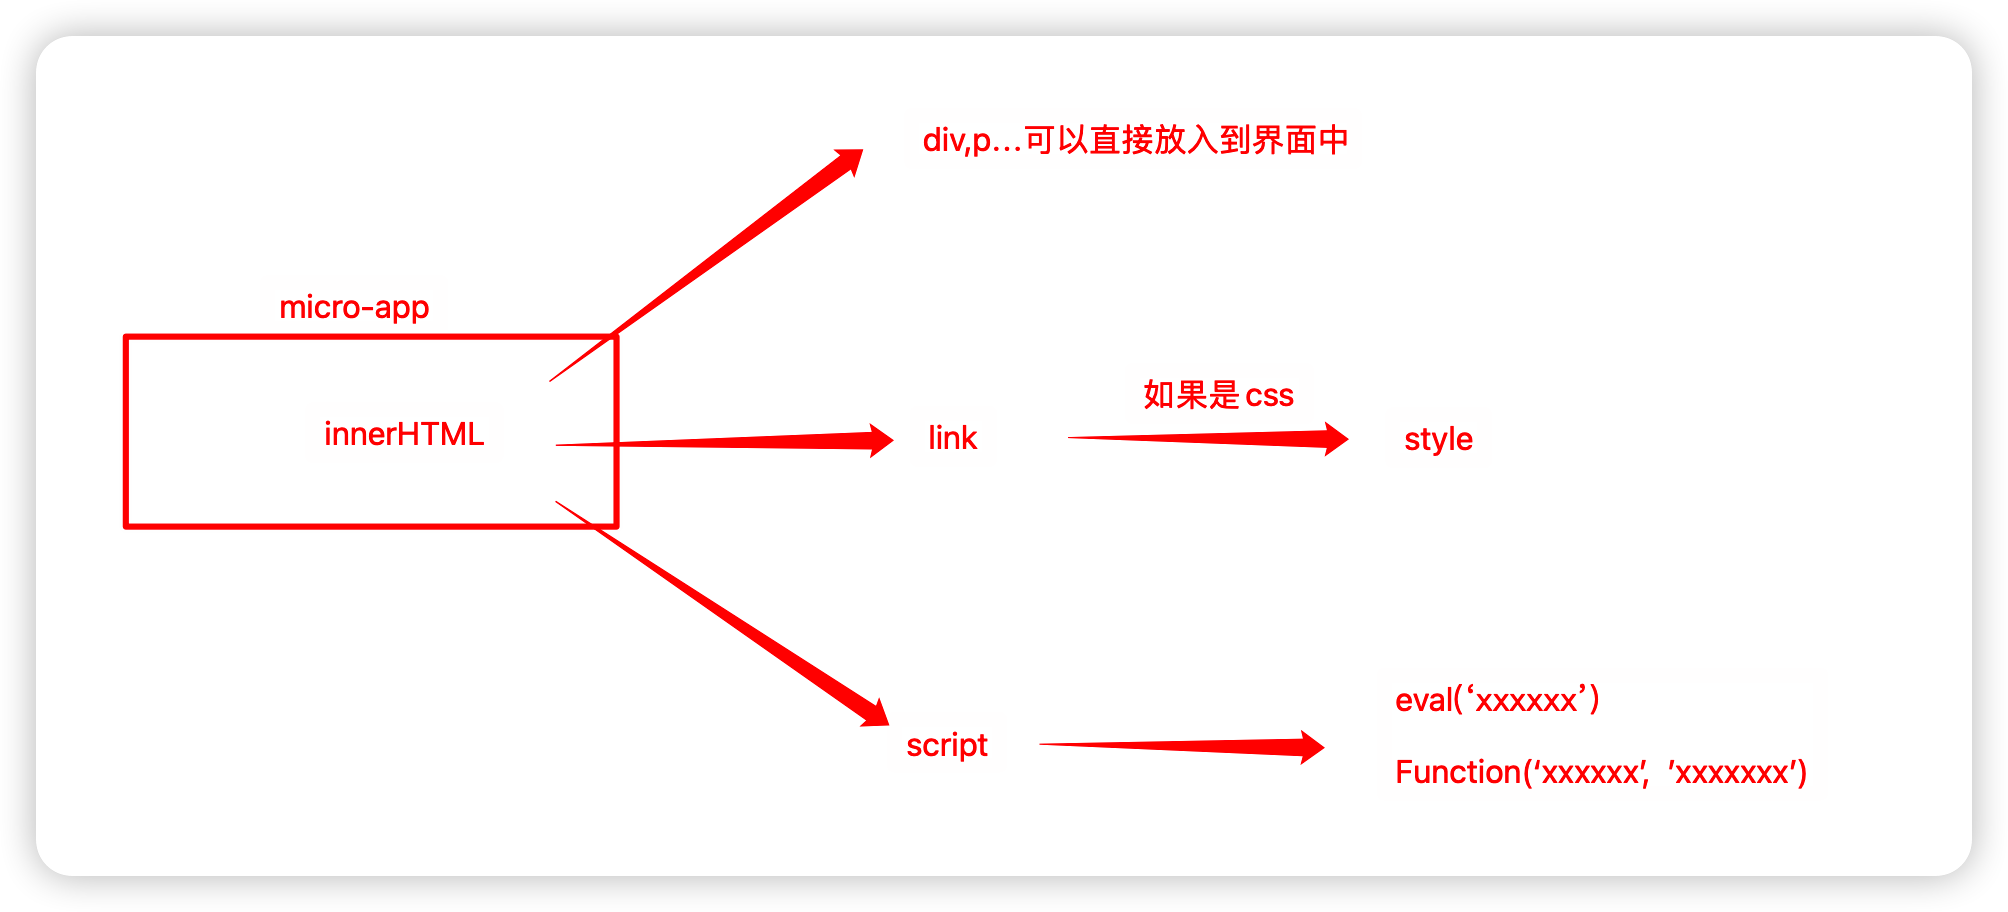 div,p...可以直接放入到界面中
micro-app
innerHTML
link
如果是css
style
script
eval(‘xxxxxx’)
Function(‘xxxxxx’, ’xxxxxxx’)